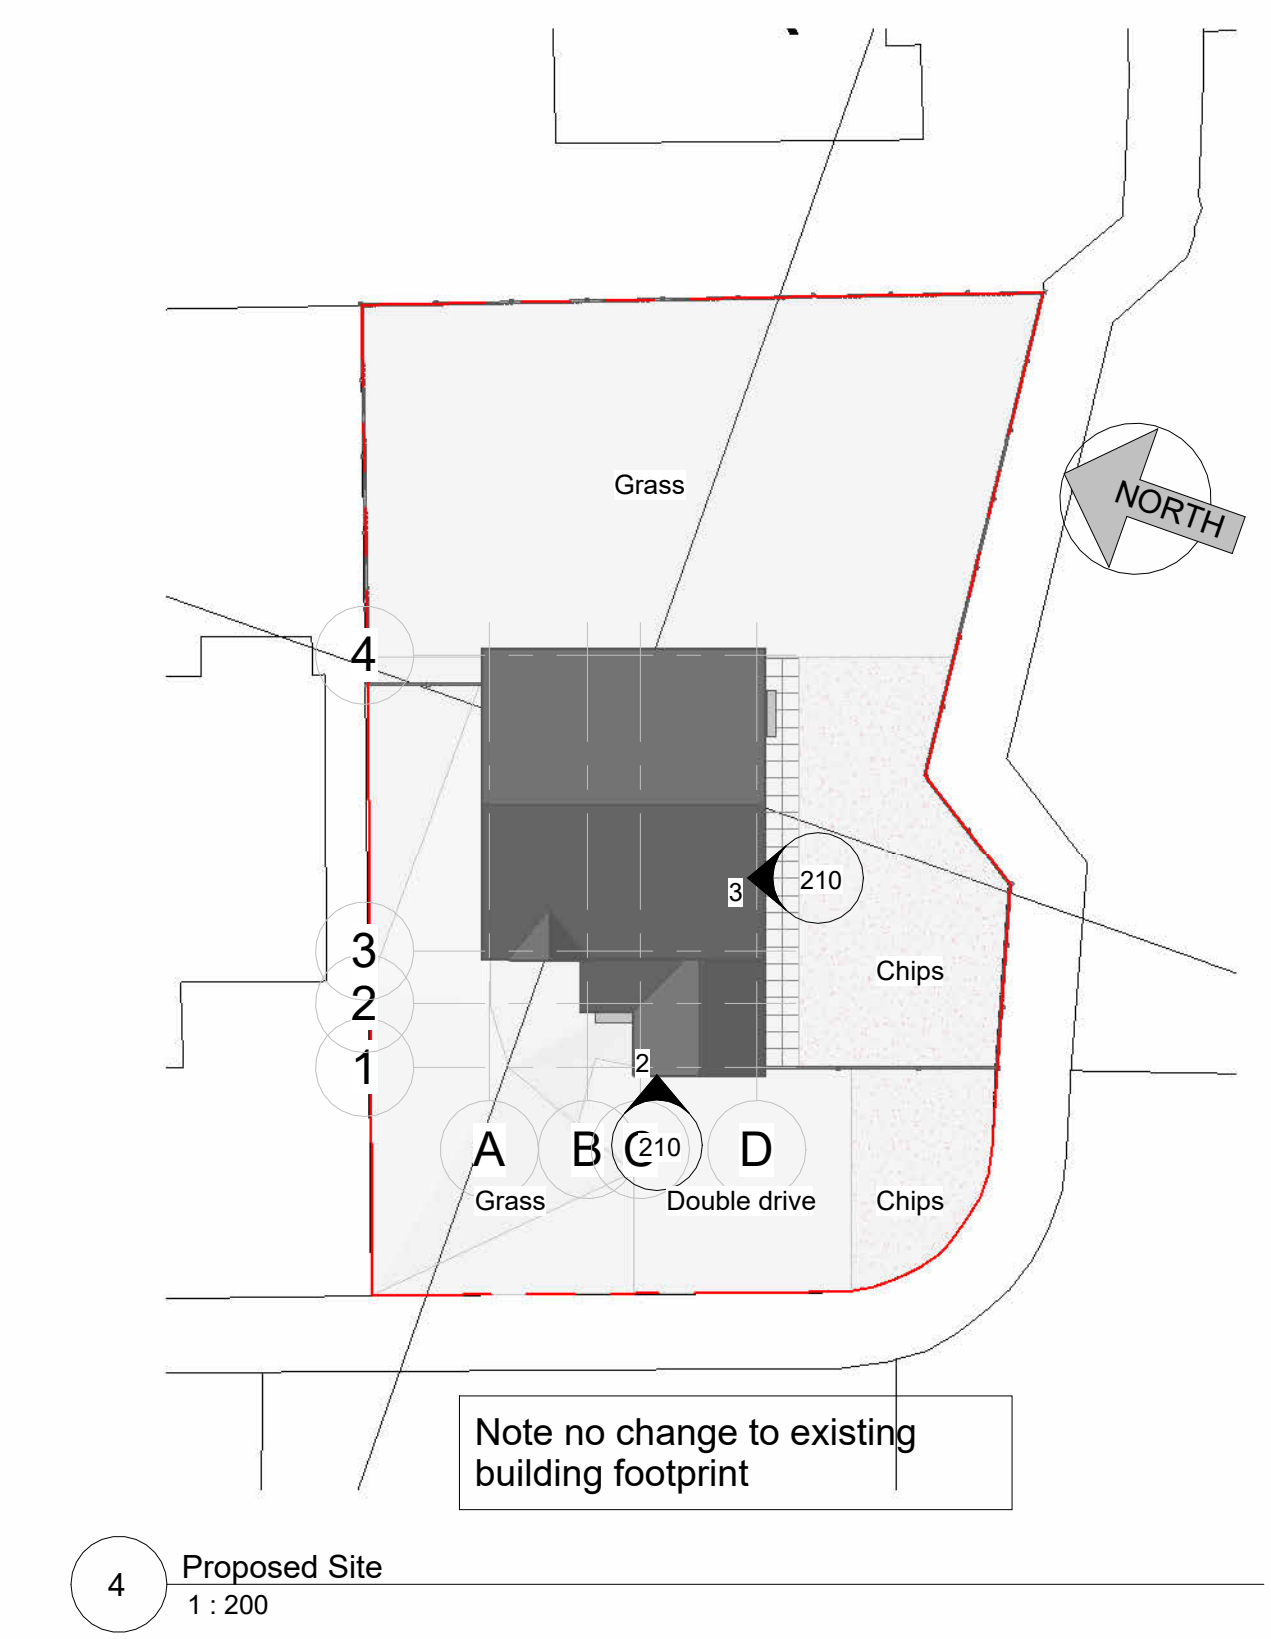 Grass
NORTH
4
3
210
3
Chips
2
1
2
A
B
C
210
D
Grass
Double drive
Chips
Note no change to existing
building footprint
4
Proposed Site
1 : 200